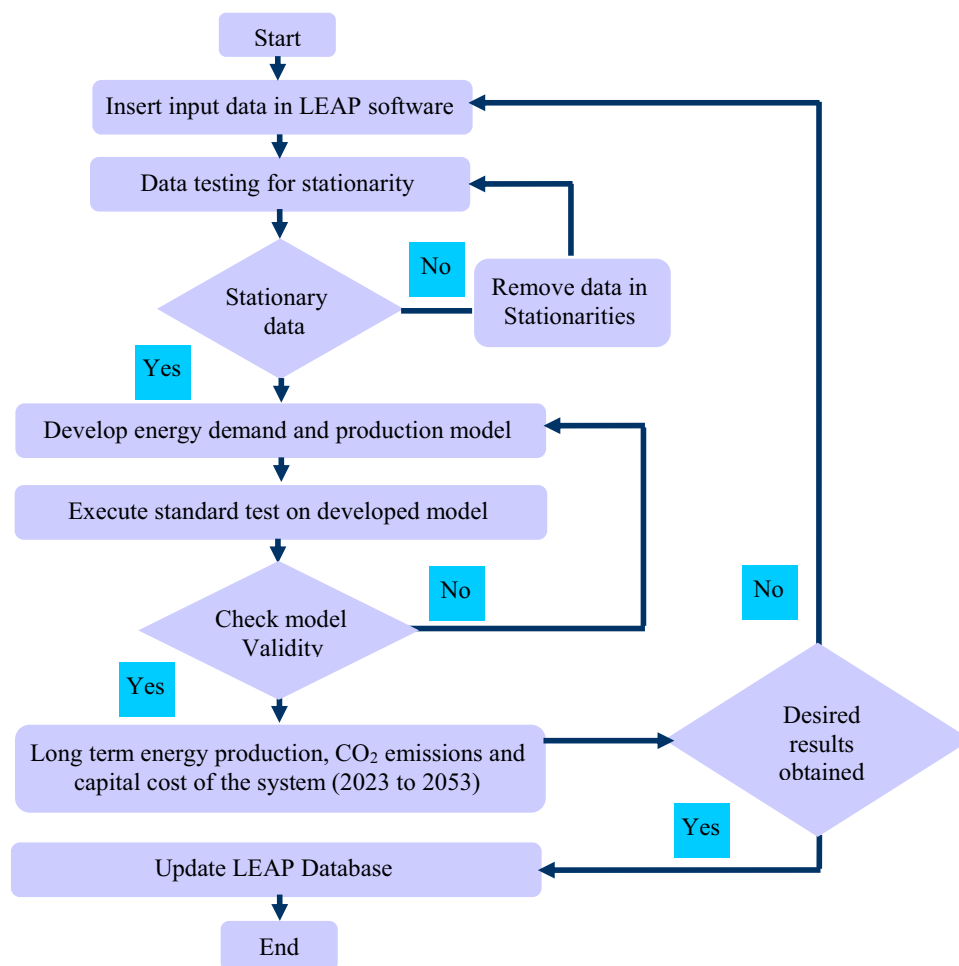 Start
Insert input data in LEAP software
Data testing for stationarity
No
Stationary
data
Remove data in
Stationarities
Yes
Develop energy demand and production model
Execute standard test on developed model
No
Check model
Validity
Yes
No
Long term energy production, CO₂ emissions and
capital cost of the system (2023 to 2053)
Desired
results
obtained
Yes
Update LEAP Database
End